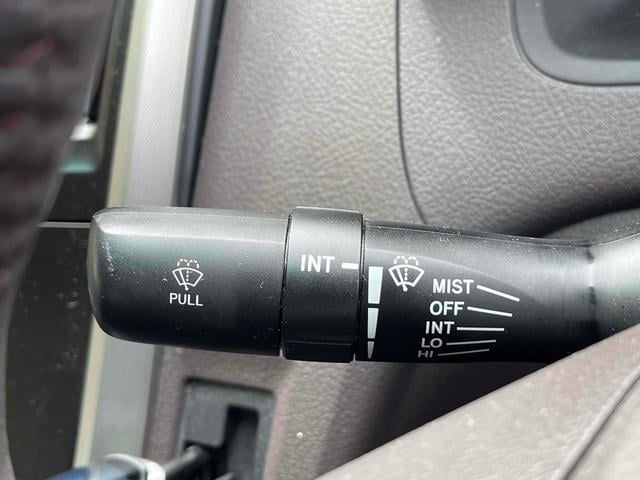 PULL
INT
MIST
OFF
INT
LO
HI